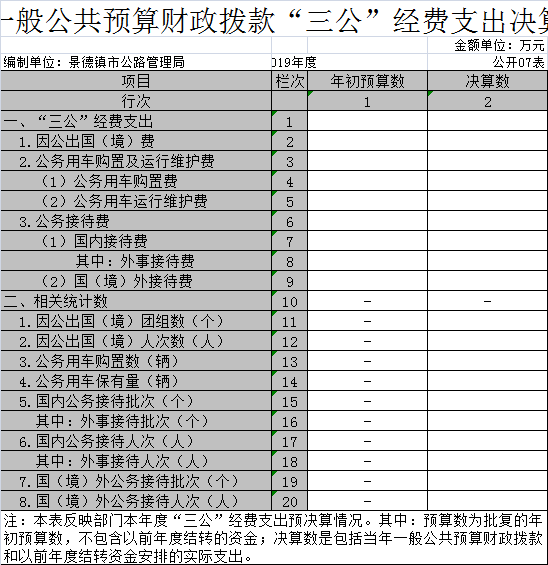 一般公共预算财政拨款“三公”经费支出决算
金额单位：万元
编制单位：景德镇市公路管理局 019年度 公开07表
项目 栏次 年初预算数 决算数
行次 1 2
一、“三公”经费支出 1
1.因公出国（境）费 2
2.公务用车购置及运行维护费 3
（1）公务用车购置费 4
（2）公务用车运行维护费 5
3.公务接待费 6
（1）国内接待费 7
其中：外事接待费 8
（2）国（境）外接待费 9
二、相关统计数 10 － －
1.因公出国（境）团组数（个） 11 －
2.因公出国（境）人次数（人） 12 －
3.公务用车购置数（辆） 13 －
4.公务用车保有量（辆） 14 －
5.国内公务接待批次（个） 15 －
其中：外事接待批次（个） 16 －
6.国内公务接待人次（人） 17 －
其中：外事接待人次（人） 18 －
7.国（境）外公务接待批次（个） 19 －
8.国（境）外公务接待人次（人） 20 －
注：本表反映部门本年度“三公”经费支出预决算情况。其中：预算数为批复的年
初预算数，不包含以前年度结转的资金；决算数是包括当年一般公共预算财政拨款
和以前年度结转资金安排的实际支出。